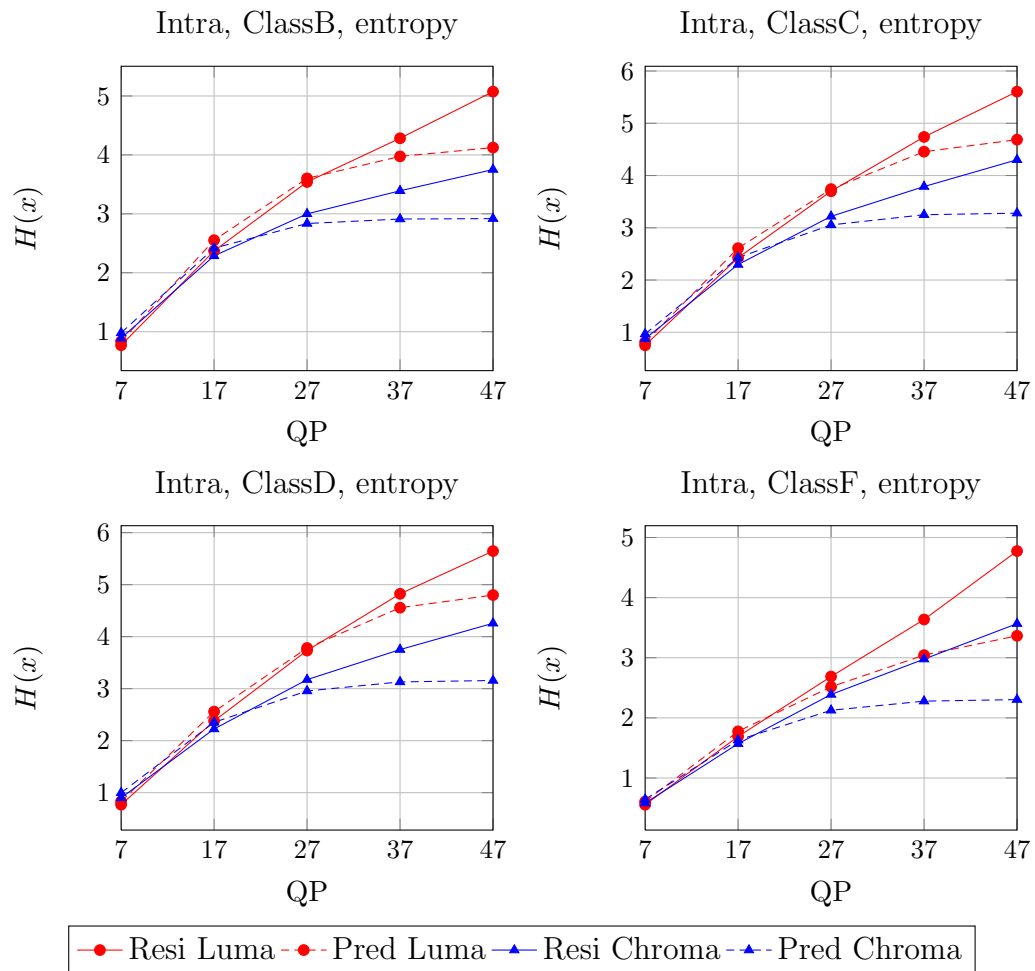 Intra, ClassB, entropy
5
4
3
2
1
H(x)
7 17 27 37 47
QP
Intra, ClassC, entropy
6
5
4
3
2
1
H(x)
7 17 27 37 47
QP
Intra, ClassD, entropy
6
5
4
3
2
1
H(x)
7 17 27 37 47
QP
Intra, ClassF, entropy
5
4
3
2
1
H(x)
7 17 27 37 47
QP
Resi Luma Pred Luma Resi Chroma Pred Chroma